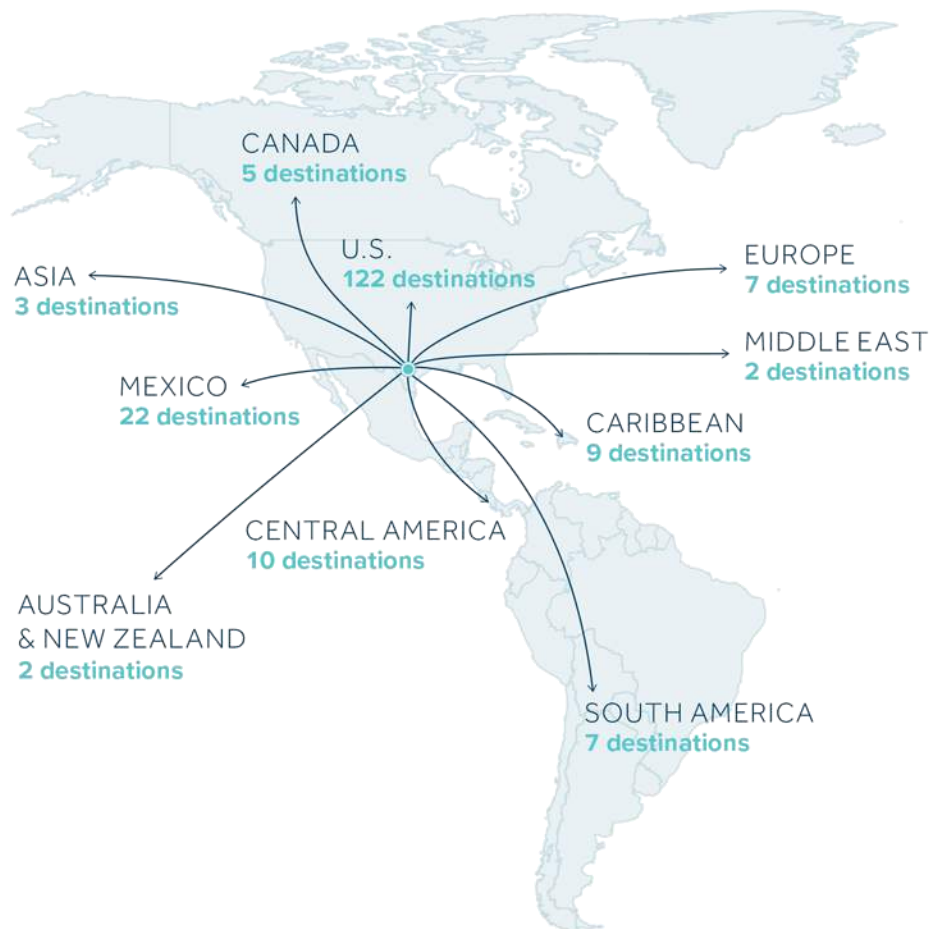 CANADA
5 destinations
U.S.
122 destinations
ASIA
3 destinations
EUROPE
7 destinations
MIDDLE EAST
2 destinations
MEXICO
22 destinations
CARIBBEAN
9 destinations
CENTRAL AMERICA
10 destinations
AUSTRALIA
& NEW ZEALAND
2 destinations
SOUTH AMERICA
7 destinations